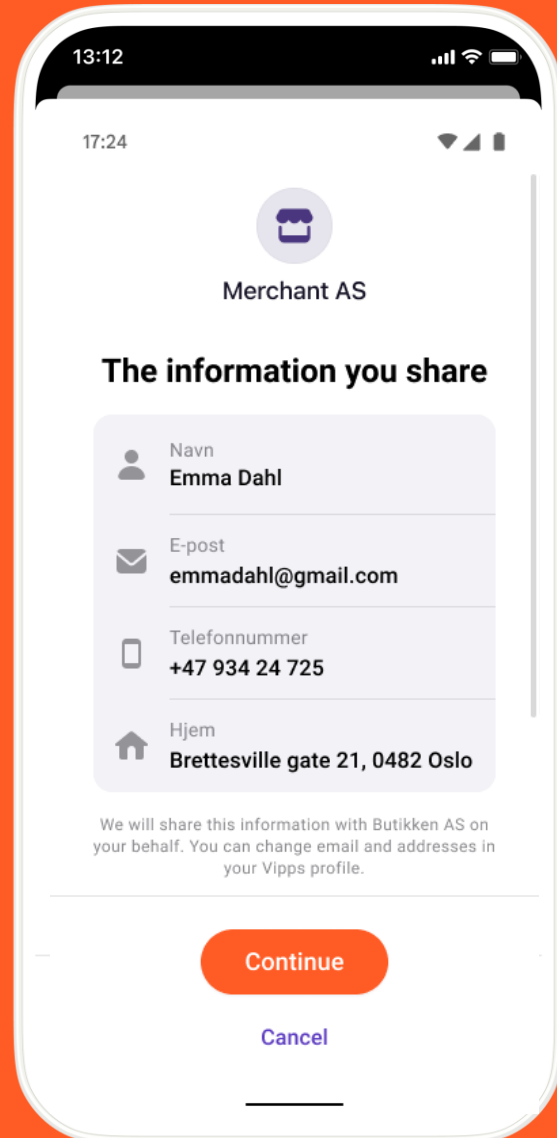 13:12
17:24
Merchant AS
The information you share
Navn
Emma Dahl
E-post
emmadahl@gmail.com
Telefonnummer
+47 934 24 725
Hjem
Brettesville gate 21, 0482 Oslo
We will share this information with Butikken AS on
your behalf. You can change email and addresses in
your Vipps profile.
Continue
Cancel